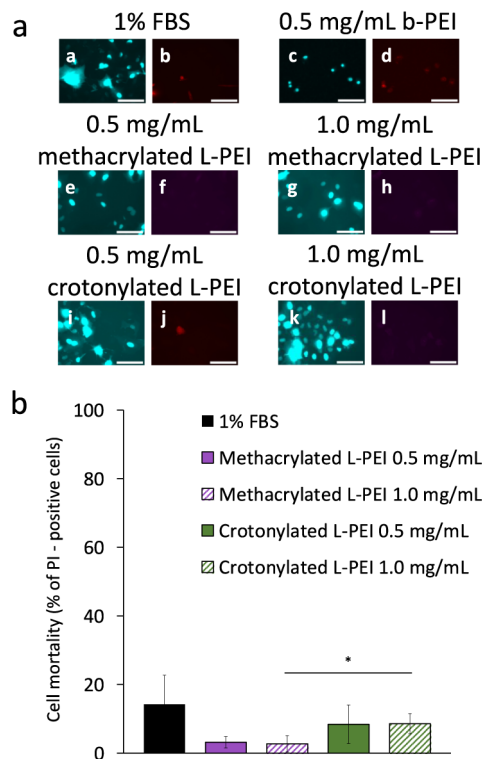 a
1% FBS
0.5 mg/mL b-PEI
a
b
c
d
0.5 mg/mL
methacrylated L-PEI
1.0 mg/mL
methacrylated L-PEI
e
f
g
h
0.5 mg/mL
crotonylated L-PEI
1.0 mg/mL
crotonylated L-PEI
i
j
k
l
b
Cell mortality (% of PI - positive cells)
100
80
60
40
20
0
1% FBS
Methacrylated L-PEI 0.5 mg/mL
Methacrylated L-PEI 1.0 mg/mL
Crotonylated L-PEI 0.5 mg/mL
Crotonylated L-PEI 1.0 mg/mL
*